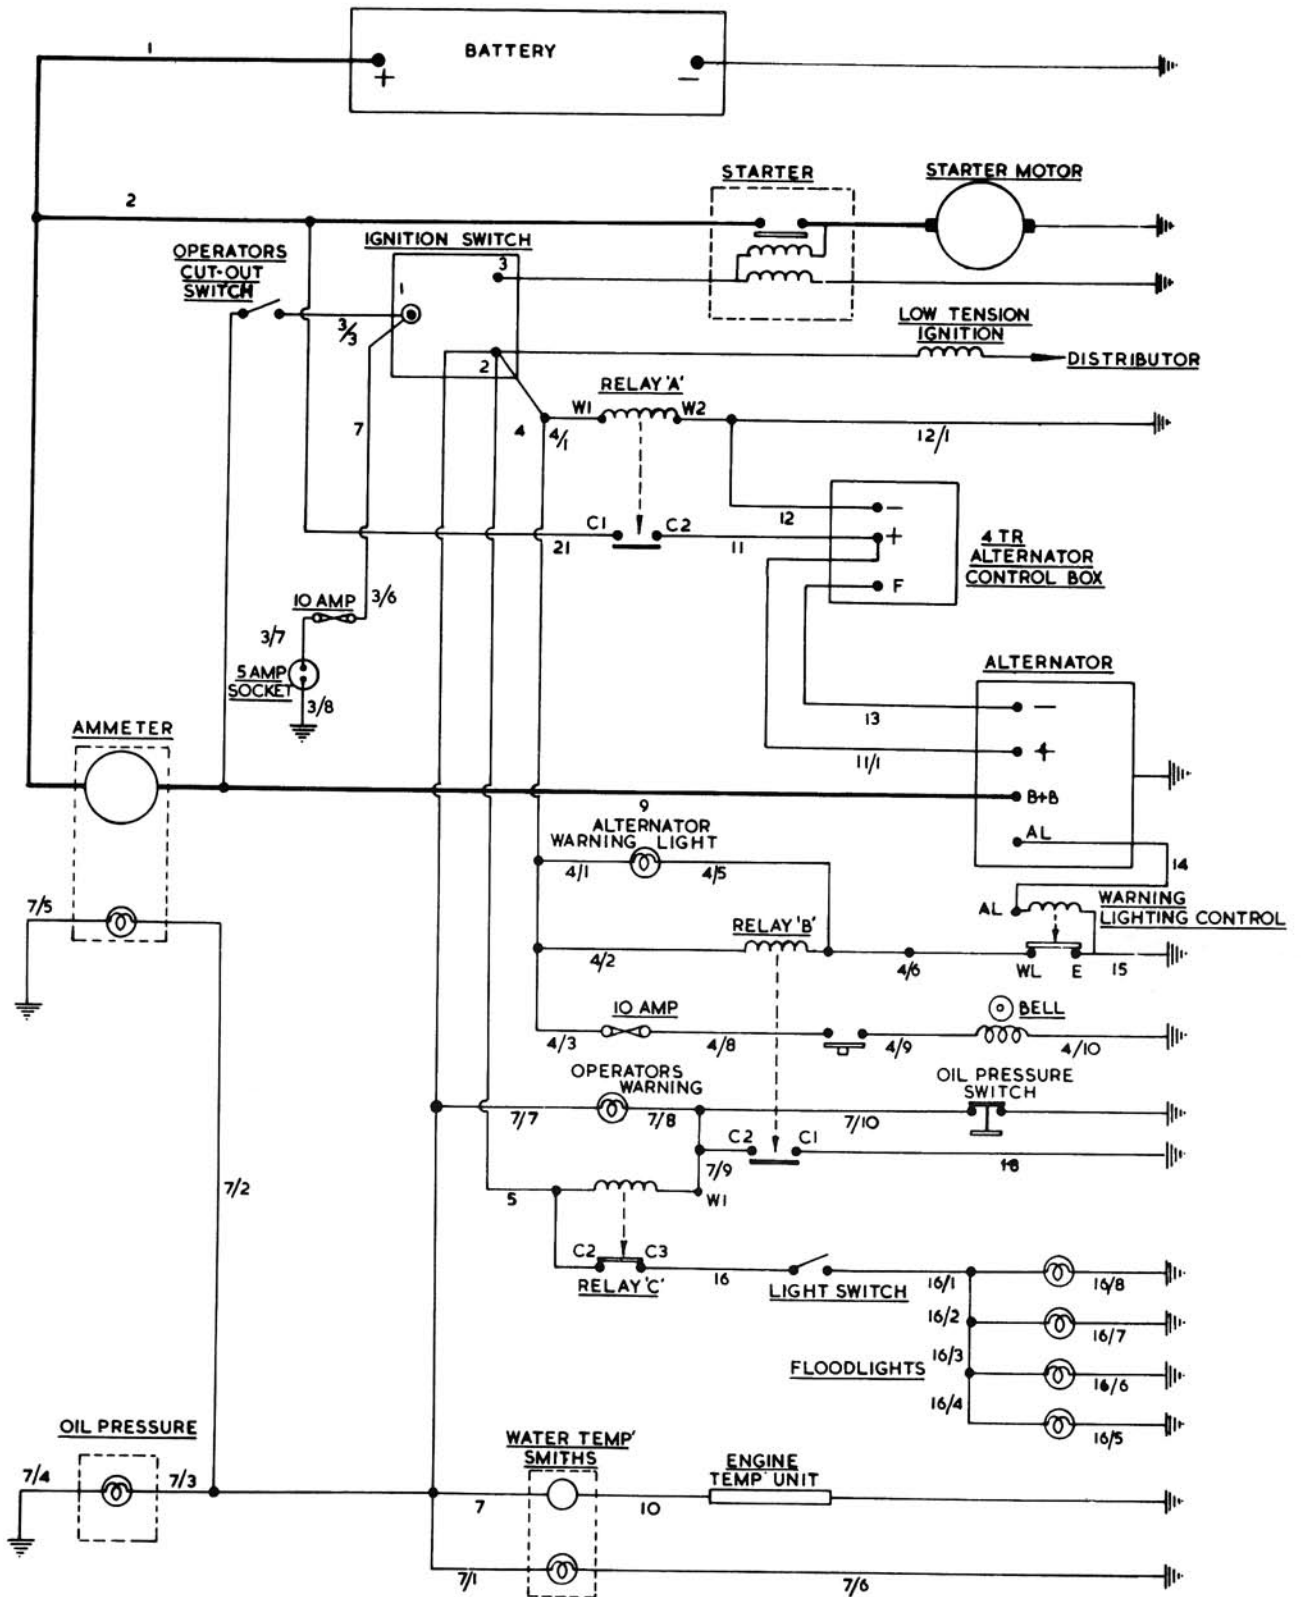 1
BATTERY
+
−
2
STARTER
STARTER MOTOR
IGNITION SWITCH
OPERATORS
CUT-OUT
SWITCH
3
1
3/3
2
LOW TENSION
IGNITION
DISTRIBUTOR
RELAY 'A'
W1
W2
7
4
4/1
12/1
12
−
+
F
4 TR
ALTERNATOR
CONTROL BOX
C1
C2
21
11
10 AMP
3/6
3/7
5 AMP
SOCKET
3/8
ALTERNATOR
−
+
B+B
AL
13
11/1
AMMETER
9
ALTERNATOR
WARNING LIGHT
4/1
4/5
14
7/5
AL
WARNING
LIGHTING CONTROL
RELAY 'B'
4/2
4/6
WL
E
15
10 AMP
BELL
4/3
4/8
4/9
4/10
OPERATORS
WARNING
OIL PRESSURE
SWITCH
7/7
7/8
7/10
C2
C1
7/9
18
7/2
5
W1
C2
C3
RELAY 'C'
16
LIGHT SWITCH
16/1
16/8
16/2
16/7
16/3
FLOODLIGHTS
16/6
16/4
16/5
OIL PRESSURE
7/4
7/3
WATER TEMP'
SMITHS
ENGINE
TEMP' UNIT
7
10
7/1
7/6